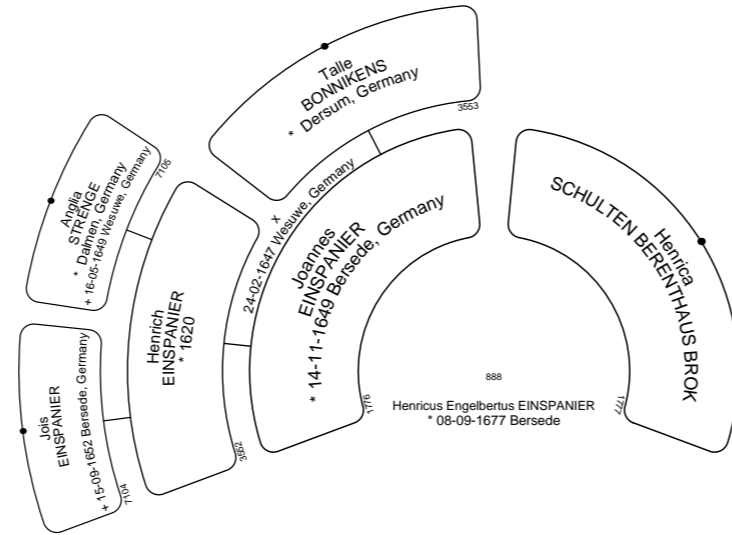 Talle
BONNIKENS
* Dersum, Germany
3553
Anglia
STRENGE
* Dalmen, Germany
+ 16-05-1649 Wesuwe, Germany
7105
X
24-02-1647 Wesuwe, Germany
Joannes
EINSPANIER
* 14-11-1649 Bersede, Germany
1776
Henrica
SCHULTEN BERENTHAUS BROK
1777
Henrich
EINSPANIER
* 1620
3552
Jois
EINSPANIER
+ 15-09-1652 Bersede, Germany
7104
888
Henricus Engelbertus EINSPANIER
* 08-09-1677 Bersede